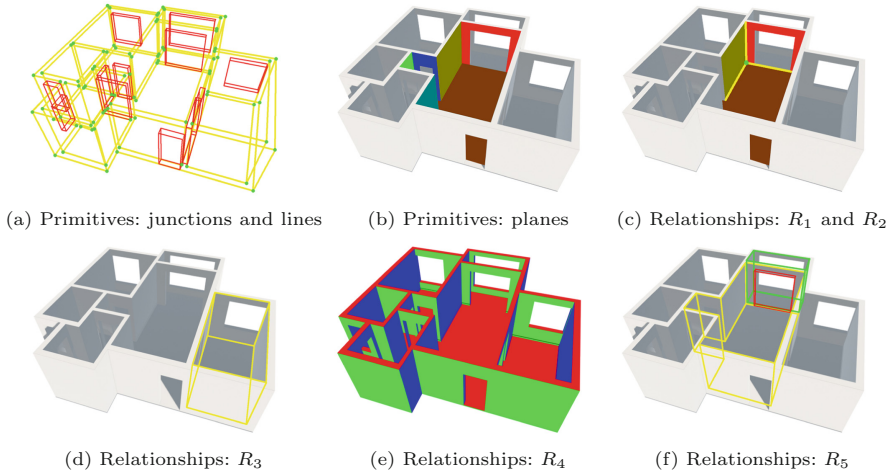 (a) Primitives: junctions and lines
(b) Primitives: planes
(c) Relationships: R1 and R2
(d) Relationships: R3
(e) Relationships: R4
(f) Relationships: R5